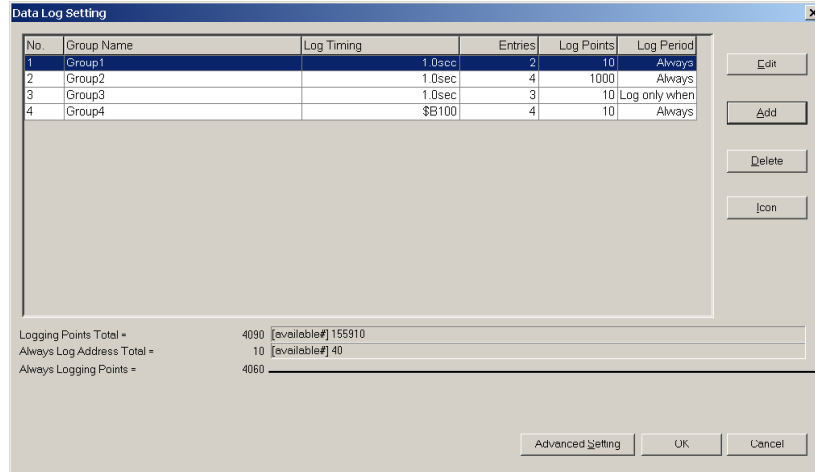 Data Log Setting
No. Group Name Log Timing Entries Log Points Log Period
1 Group1 1.0sec 2 10 Always
2 Group2 1.0sec 4 1000 Always
3 Group3 1.0sec 3 10 Log only when
4 Group4 $B100 4 10 Always
Edit
Add
Delete
Icon
Logging Points Total = 4090 [available#] 155910
Always Log Address Total = 10 [available#] 40
Always Logging Points = 4060
Advanced Setting OK Cancel